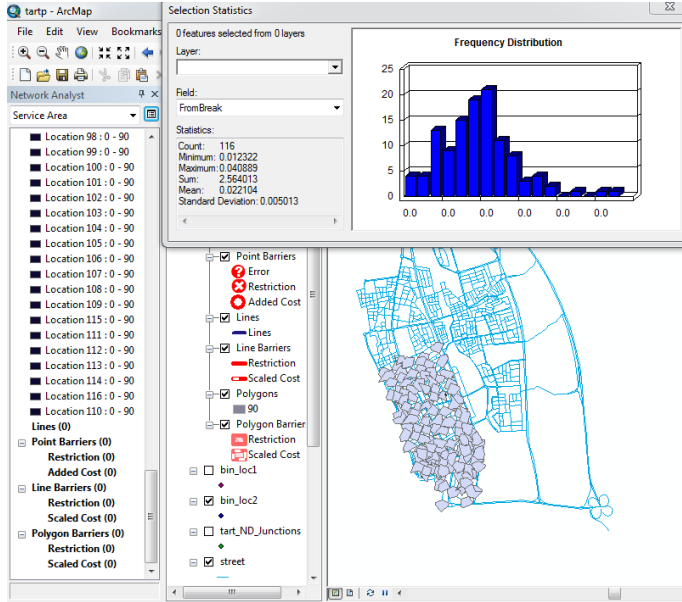 tartp - ArcMap
File Edit View Bookmarks
Network Analyst
Service Area
Location 98 : 0 - 90
Location 99 : 0 - 90
Location 100 : 0 - 90
Location 101 : 0 - 90
Location 102 : 0 - 90
Location 103 : 0 - 90
Location 104 : 0 - 90
Location 105 : 0 - 90
Location 106 : 0 - 90
Location 107 : 0 - 90
Location 108 : 0 - 90
Location 109 : 0 - 90
Location 115 : 0 - 90
Location 111 : 0 - 90
Location 112 : 0 - 90
Location 113 : 0 - 90
Location 114 : 0 - 90
Location 116 : 0 - 90
Location 110 : 0 - 90
Lines (0)
Point Barriers (0)
Restriction (0)
Added Cost (0)
Line Barriers (0)
Restriction (0)
Scaled Cost (0)
Polygon Barriers (0)
Restriction (0)
Scaled Cost (0)
Selection Statistics
0 features selected from 0 layers
Layer:
Field:
FromBreak
Statistics:
Count: 116
Minimum: 0.012322
Maximum: 0.040889
Sum: 2.564013
Mean: 0.022104
Standard Deviation: 0.005013
Frequency Distribution
25
20
15
10
5
0
0.0 0.0 0.0 0.0 0.0 0.0
Point Barriers
Error
Restriction
Added Cost
Lines
Lines
Line Barriers
Restriction
Scaled Cost
Polygons
90
Polygon Barrier
Restriction
Scaled Cost
bin_loc1
bin_loc2
tart_ND_Junctions
street